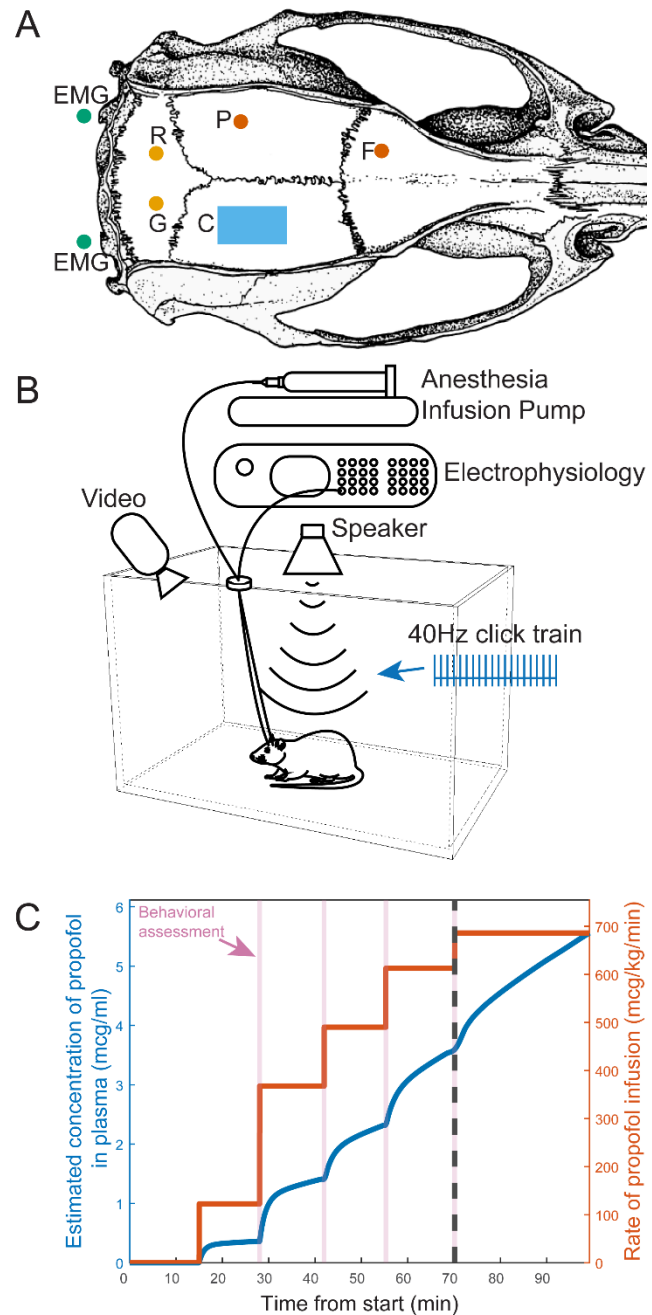 A
EMG
R
P
F
G
C
EMG
B
Anesthesia
Infusion Pump
Electrophysiology
Video
Speaker
40Hz click train
C
Behavioral
assessment
Estimated concentration of propofol
in plasma (mcg/ml)
6
5
4
3
2
1
0
Rate of propofol infusion (mcg/kg/min)
700
600
500
400
300
200
100
0
0 10 20 30 40 50 60 70 80 90
Time from start (min)